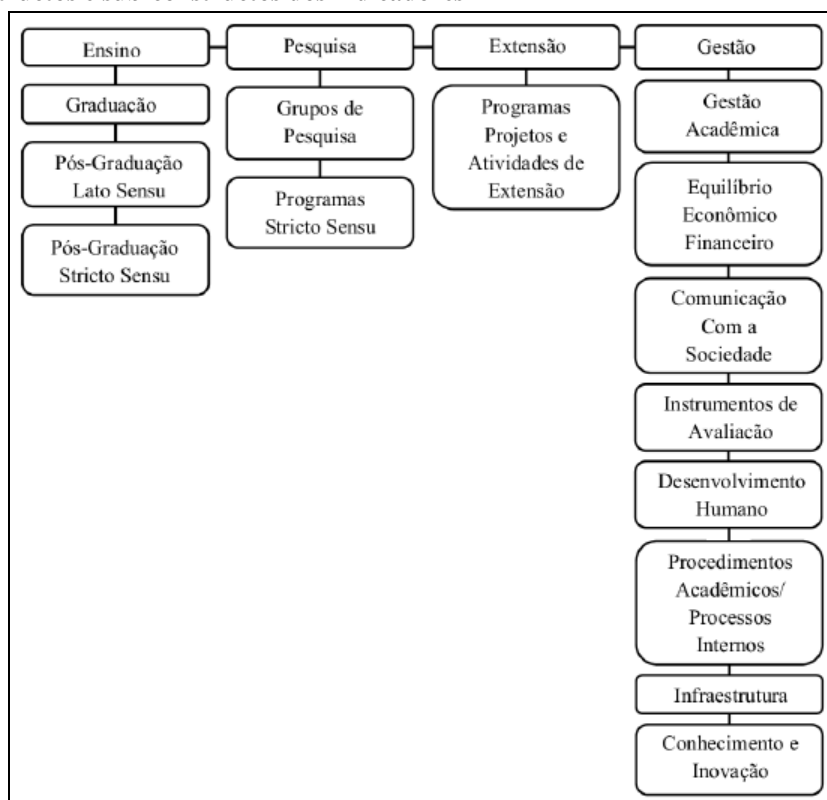 Ensino
Graduação
Pós-Graduação
Lato Sensu
Pós-Graduação
Stricto Sensu
Pesquisa
Grupos de
Pesquisa
Programas
Stricto Sensu
Extensão
Programas
Projetos e
Atividades de
Extensão
Gestão
Gestão
Acadêmica
Equilíbrio
Econômico
Financeiro
Comunicação
Com a
Sociedade
Instrumentos de
Avaliacão
Desenvolvimento
Humano
Procedimentos
Acadêmicos/
Processos
Internos
Infraestrutura
Conhecimento e
Inovação